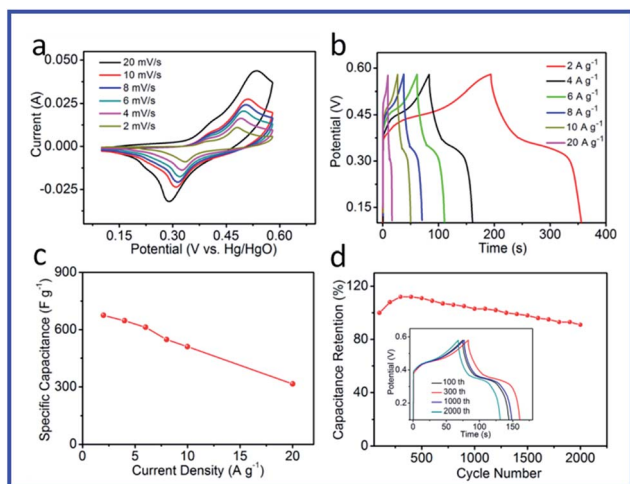 a
20 mV/s
10 mV/s
8 mV/s
6 mV/s
4 mV/s
2 mV/s
0.050
0.025
0.000
-0.025
Current (A)
0.15
0.30
0.45
0.60
Potential (V vs. Hg/HgO)
b
2 A g⁻¹
4 A g⁻¹
6 A g⁻¹
8 A g⁻¹
10 A g⁻¹
20 A g⁻¹
0.60
0.45
0.30
0.15
Potential (V)
0
100
200
300
400
Time (s)
c
900
600
300
0
Specific Capacitance (F g⁻¹)
0
5
10
15
20
Current Density (A g⁻¹)
d
120
80
40
0
Capacitance Retention (%)
500
1000
1500
2000
Cycle Number
0.6
0.4
0.2
Potential (V)
100 th
300 th
1000 th
2000 th
0
50
100
150
Time (s)